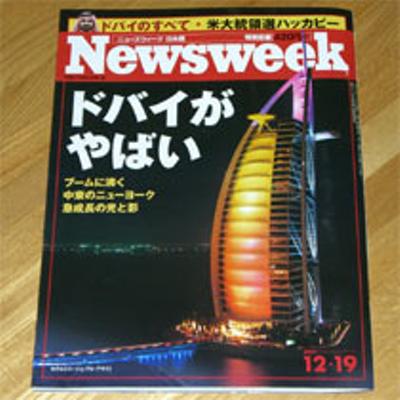 ドバイのすべて • 米大統領選ハッカビー
ニューズウィーク 日本版
Newsweek
ドバイが
やばい
ブームに沸く
中東のニューヨーク
急成長の光と影
12・19